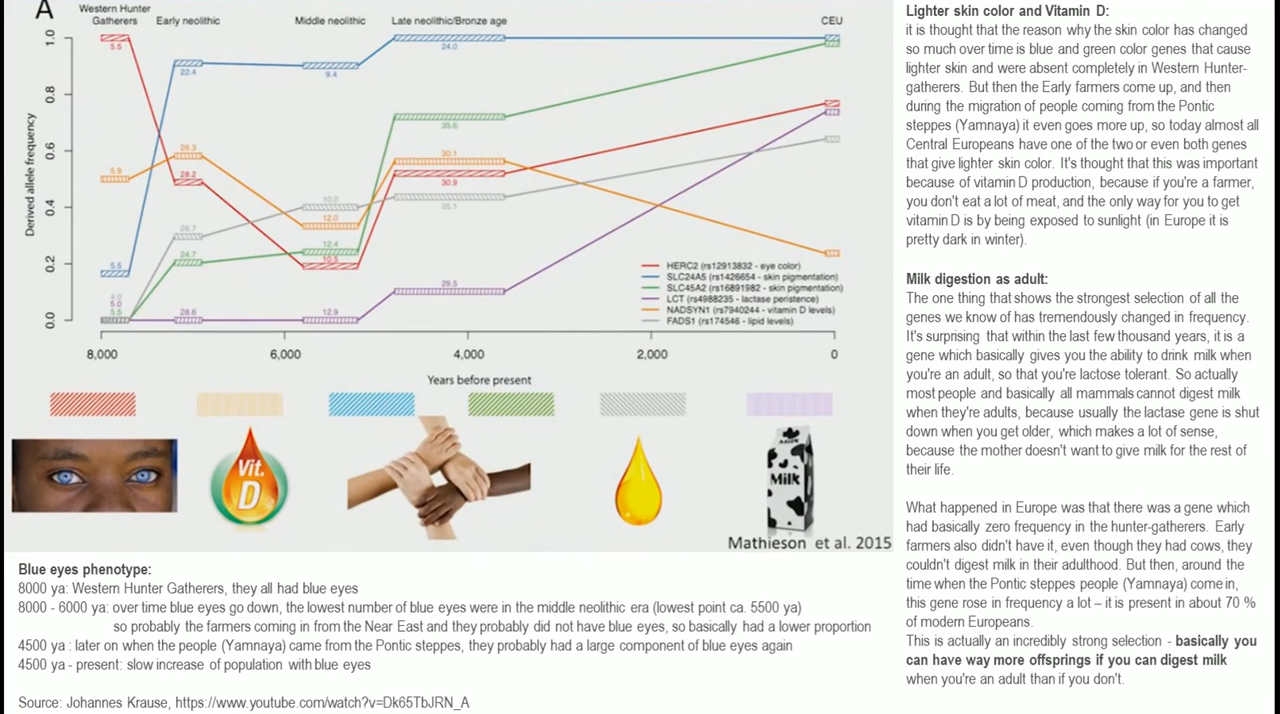 A
Western Hunter
Gatherers
Early neolithic
Middle neolithic
Late neolithic/Bronze age
CEU
Derived allele frequency
1.0
0.8
0.6
0.4
0.2
0.0
5.5
5.9
5.5
4.0
5.0
5.5
22.4
26.3
28.2
26.7
24.7
28.6
9.4
10.0
12.0
12.4
10.5
12.9
24.0
35.6
30.1
30.9
35.1
29.5
HERC2 (rs12913832 - eye color)
SLC24A5 (rs1426654 - skin pigmentation)
SLC45A2 (rs16891982 - skin pigmentation)
LCT (rs4988235 - lactase peristence)
NADSYN1 (rs7940244 - vitamin D levels)
FADS1 (rs174546 - lipid levels)
8,000
6,000
4,000
2,000
0
Years before present
Vit.
D
Milk
Milk
Mathieson et al. 2015
Blue eyes phenotype:
8000 ya: Western Hunter Gatherers, they all had blue eyes
8000 - 6000 ya: over time blue eyes go down, the lowest number of blue eyes were in the middle neolithic era (lowest point ca. 5500 ya)
so probably the farmers coming in from the Near East and they probably did not have blue eyes, so basically had a lower proportion
4500 ya : later on when the people (Yamnaya) came from the Pontic steppes, they probably had a large component of blue eyes again
4500 ya - present: slow increase of population with blue eyes
Source: Johannes Krause, https://www.youtube.com/watch?v=Dk65TbJRN_A
Lighter skin color and Vitamin D:
it is thought that the reason why the skin color has changed
so much over time is blue and green color genes that cause
lighter skin and were absent completely in Western Hunter-
gatherers. But then the Early farmers come up, and then
during the migration of people coming from the Pontic
steppes (Yamnaya) it even goes more up, so today almost all
Central Europeans have one of the two or even both genes
that give lighter skin color. It's thought that this was important
because of vitamin D production, because if you're a farmer,
you don't eat a lot of meat, and the only way for you to get
vitamin D is by being exposed to sunlight (in Europe it is
pretty dark in winter).
Milk digestion as adult:
The one thing that shows the strongest selection of all the
genes we know of has tremendously changed in frequency.
It's surprising that within the last few thousand years, it is a
gene which basically gives you the ability to drink milk when
you're an adult, so that you're lactose tolerant. So actually
most people and basically all mammals cannot digest milk
when they're adults, because usually the lactase gene is shut
down when you get older, which makes a lot of sense,
because the mother doesn't want to give milk for the rest of
their life.
What happened in Europe was that there was a gene which
had basically zero frequency in the hunter-gatherers. Early
farmers also didn't have it, even though they had cows, they
couldn't digest milk in their adulthood. But then, around the
time when the Pontic steppes people (Yamnaya) come in,
this gene rose in frequency a lot – it is present in about 70 %
of modern Europeans.
This is actually an incredibly strong selection - basically you
can have way more offsprings if you can digest milk
when you're an adult than if you don't.